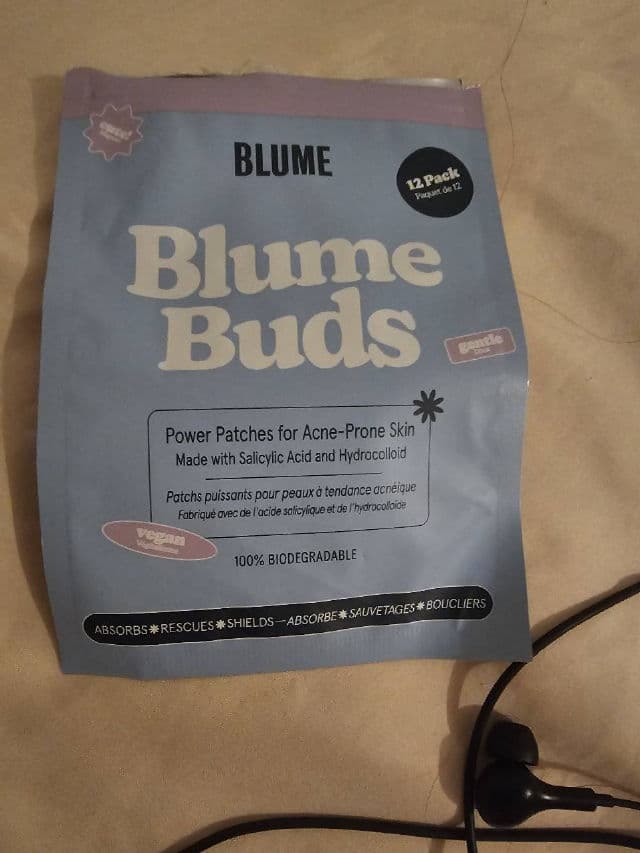 BLUME
12 Pack
Paquet de 12
Blume
Buds
gentle
Power Patches for Acne-Prone Skin
Made with Salicylic Acid and Hydrocolloid
Patchs puissants pour peaux à tendance acnéique
Fabriqué avec de l'acide salicylique et de l'hydrocolloïde
vegan
100% BIODEGRADABLE
ABSORBS✱RESCUES✱SHIELDS—ABSORBE✱SAUVETAGES✱BOUCLIERS